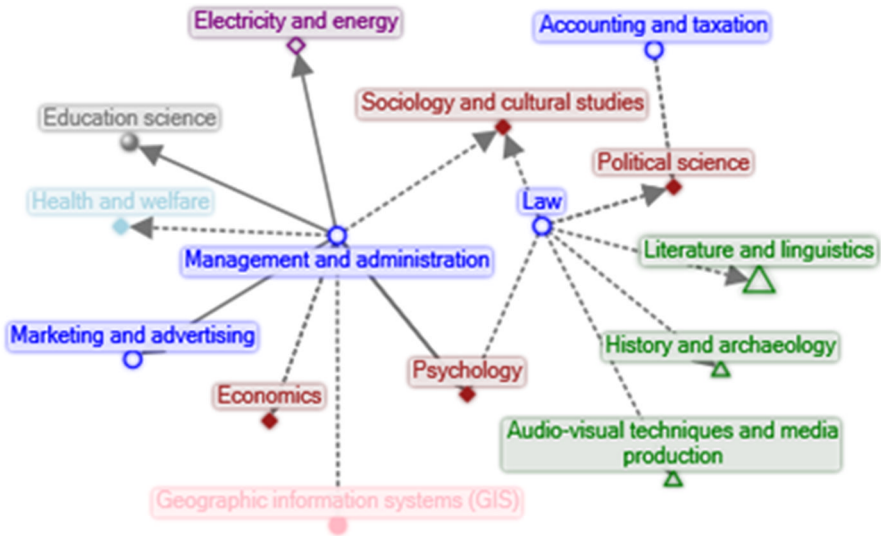 Electricity and energy
Accounting and taxation
Sociology and cultural studies
Education science
Political science
Health and welfare
Law
Literature and linguistics
Management and administration
Marketing and advertising
History and archaeology
Psychology
Economics
Audio-visual techniques and media
production
Geographic information systems (GIS)